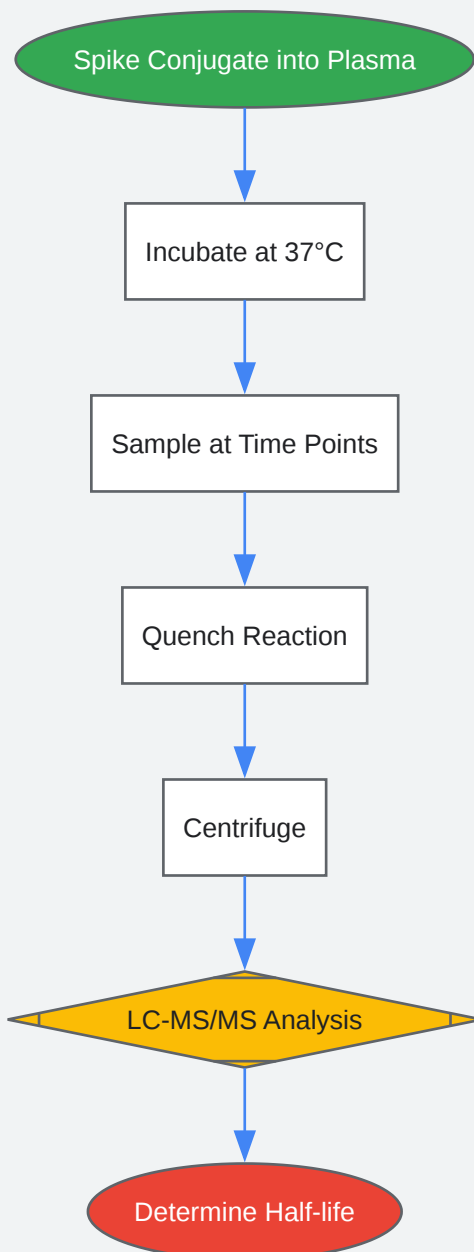 Spike Conjugate into Plasma
Incubate at 37°C
Sample at Time Points
Quench Reaction
Centrifuge
LC-MS/MS Analysis
Determine Half-life